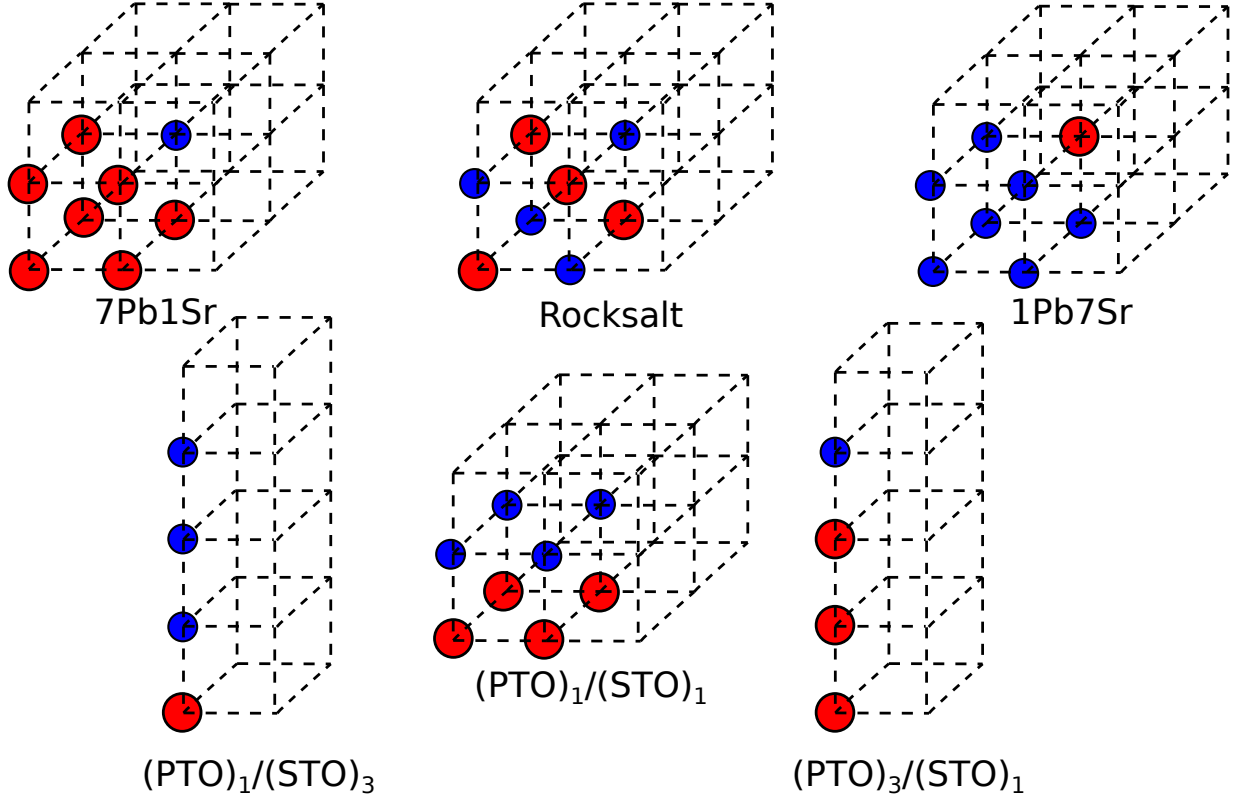 7Pb1Sr
Rocksalt
1Pb7Sr
(PTO)₁/(STO)₁
(PTO)₁/(STO)₃
(PTO)₃/(STO)₁